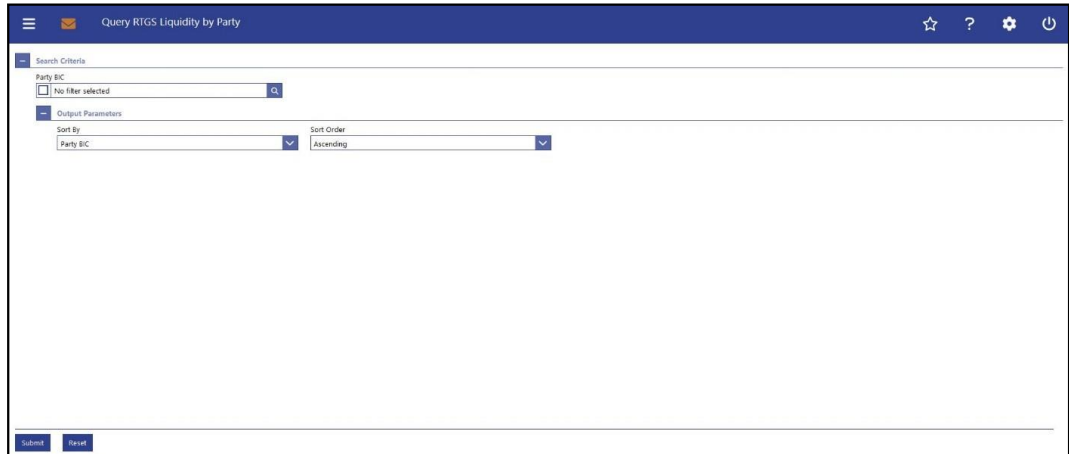 Query RTGS Liquidity by Party
?
Search Criteria
Party BIC
No filter selected
Output Parameters
Sort By Sort Order
Party BIC Ascending
Submit Reset